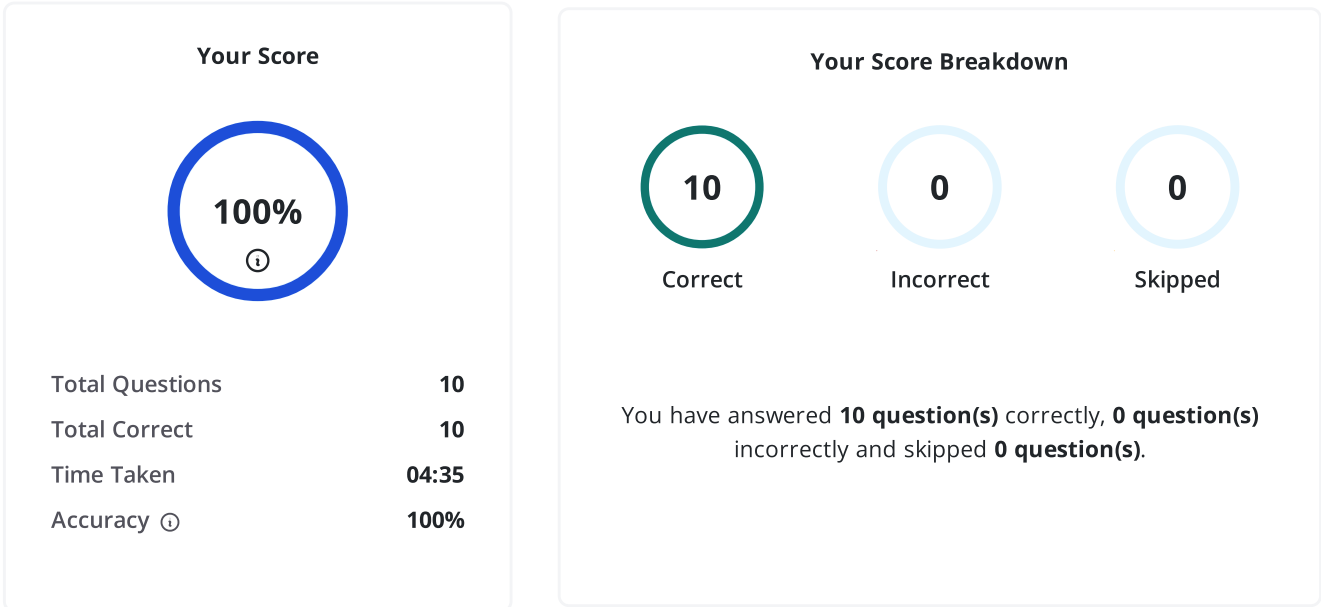 Your Score
100%
Total Questions 10
Total Correct 10
Time Taken 04:35
Accuracy 100%
Your Score Breakdown
10 0 0
Correct Incorrect Skipped
You have answered 10 question(s) correctly, 0 question(s)
incorrectly and skipped 0 question(s).